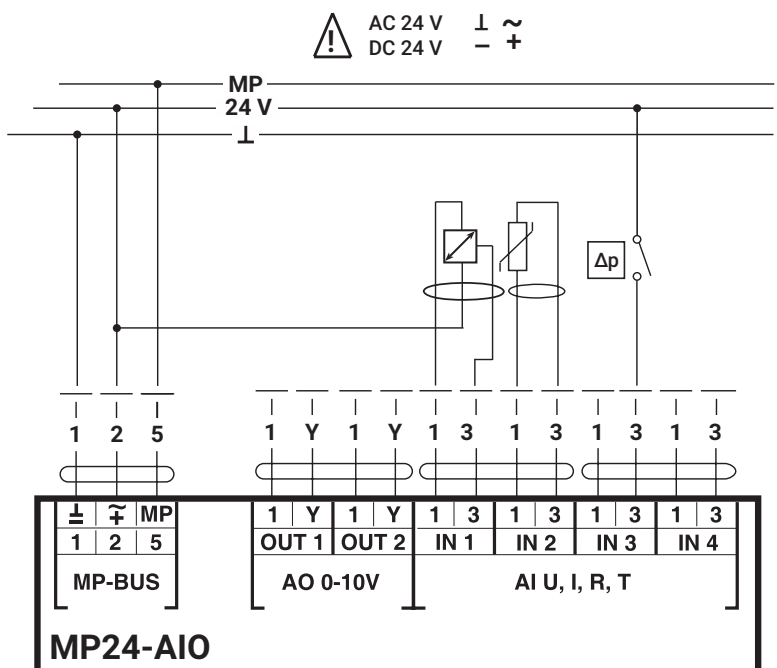 AC 24 V ⊥ ~
DC 24 V – +
MP
24 V
⊥
Δp
1 2 5 1 Y 1 Y 1 3 1 3 1 3 1 3
MP 1 Y 1 Y 1 3 1 3 1 3 1 3
1 2 5 OUT 1 OUT 2 IN 1 IN 2 IN 3 IN 4
MP-BUS AO 0-10V AI U, I, R, T
MP24-AIO